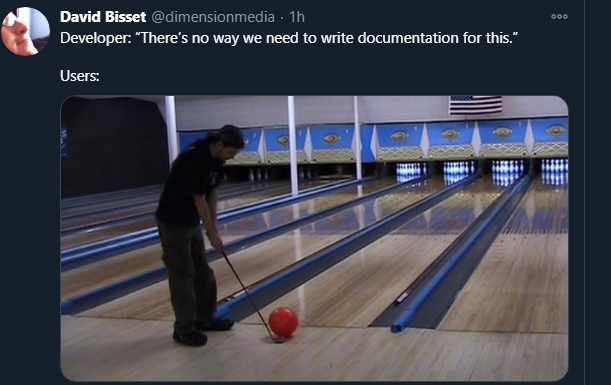 David Bisset @dimensionmedia · 1h
Developer: “There’s no way we need to write documentation for this.”
Users: